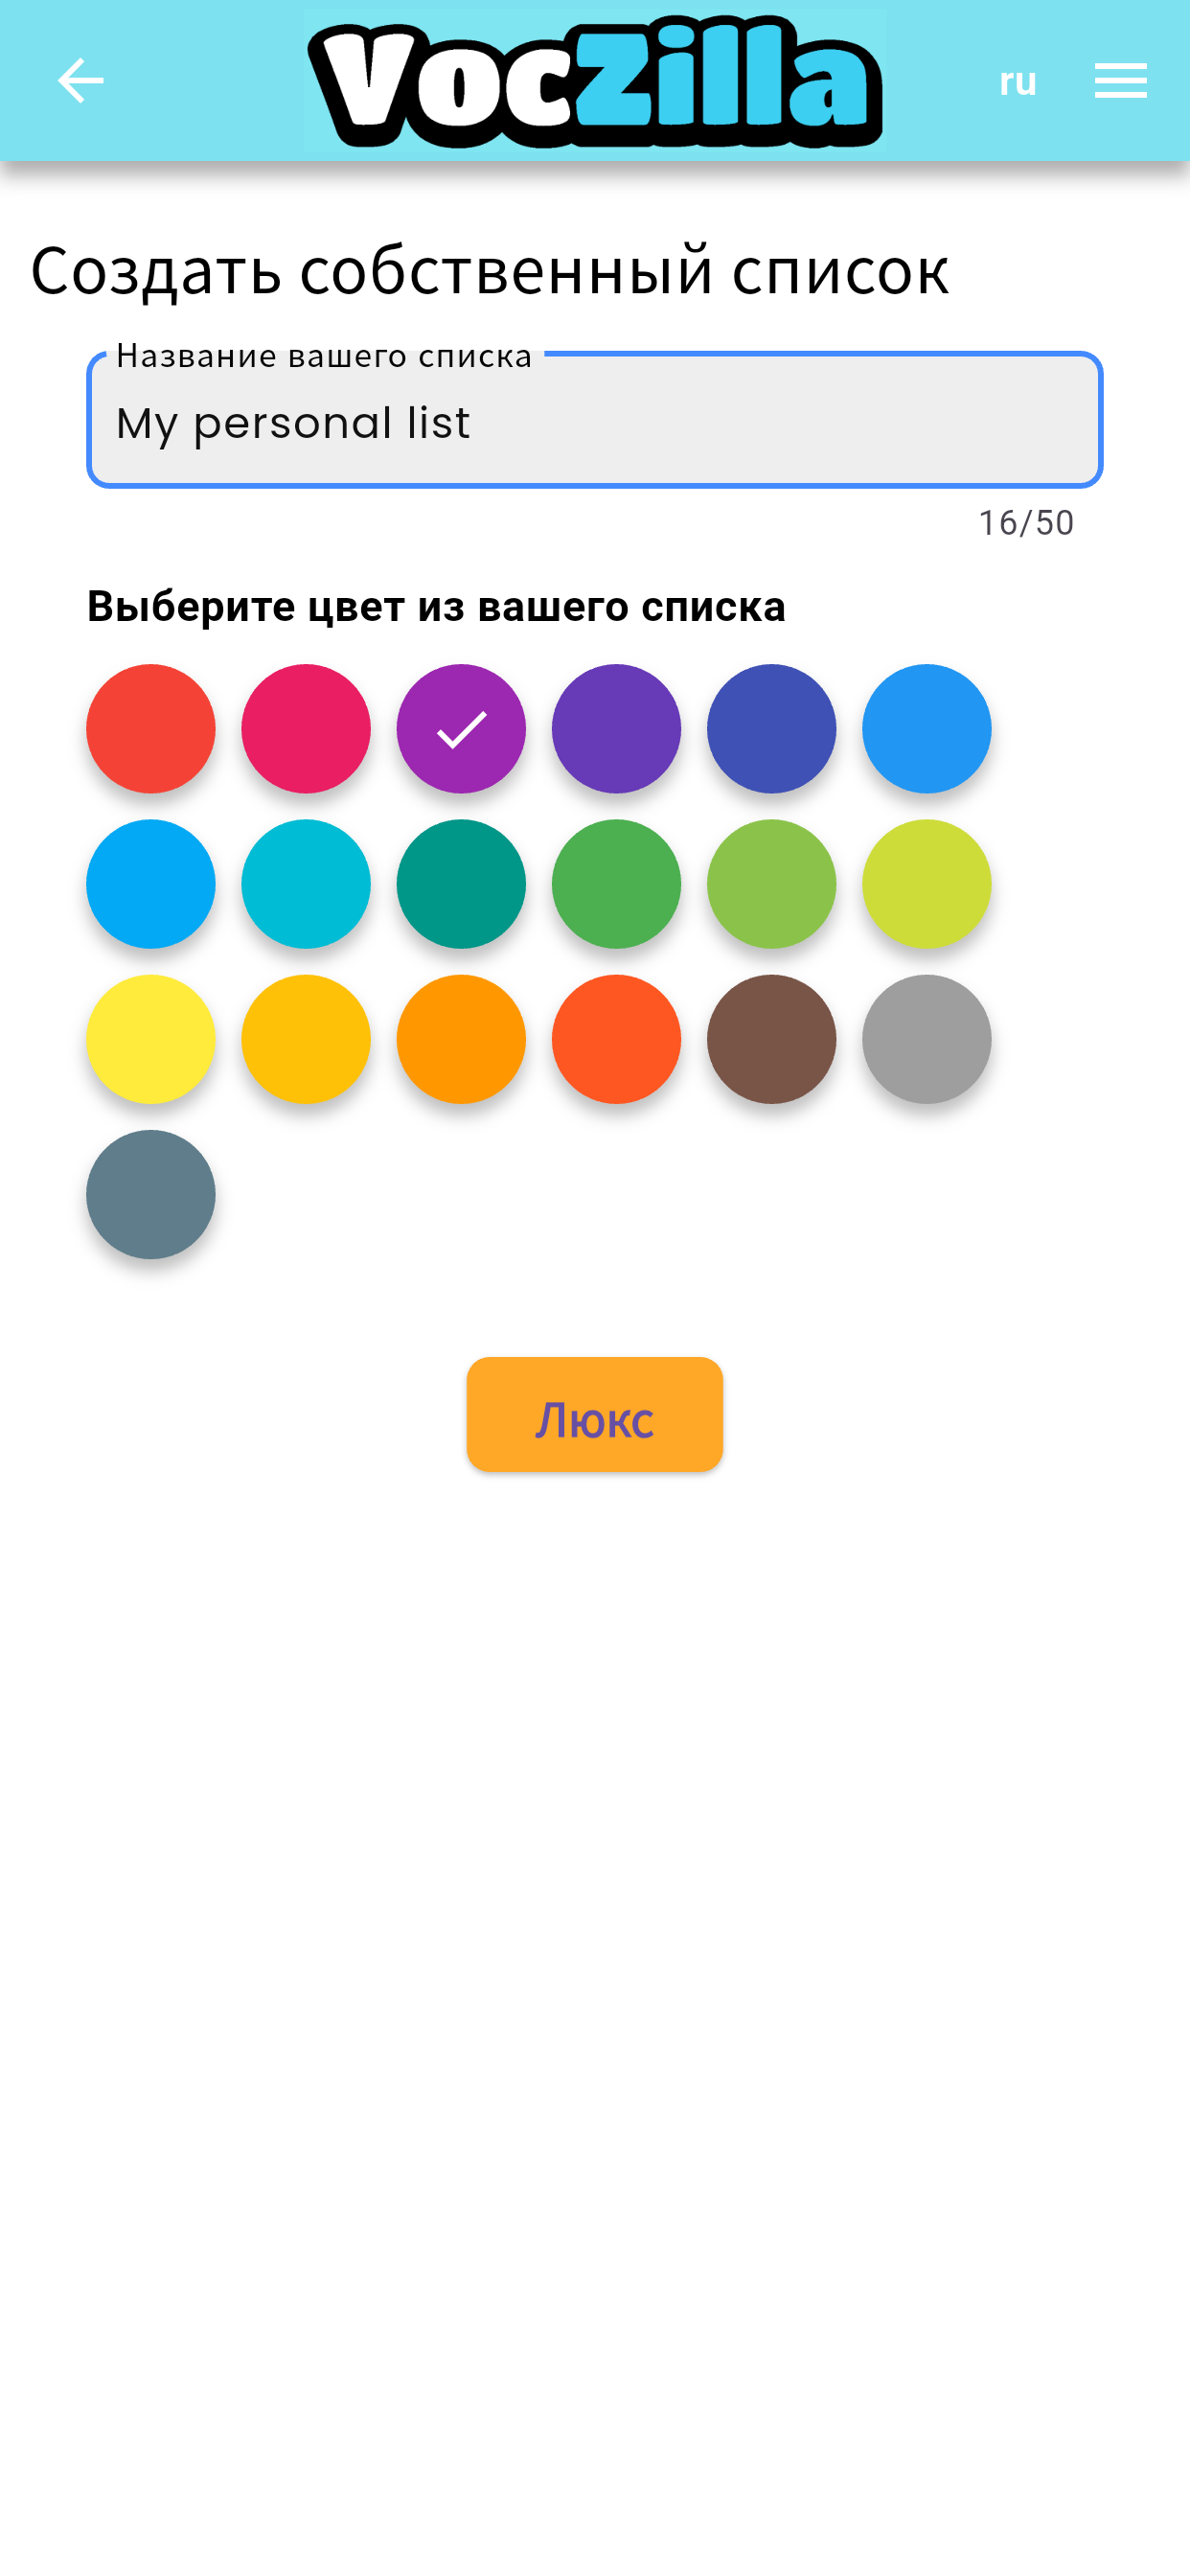 VocZilla
ru
Создать собственный список
Название вашего списка
My personal list
16/50
Выберите цвет из вашего списка
Люкс